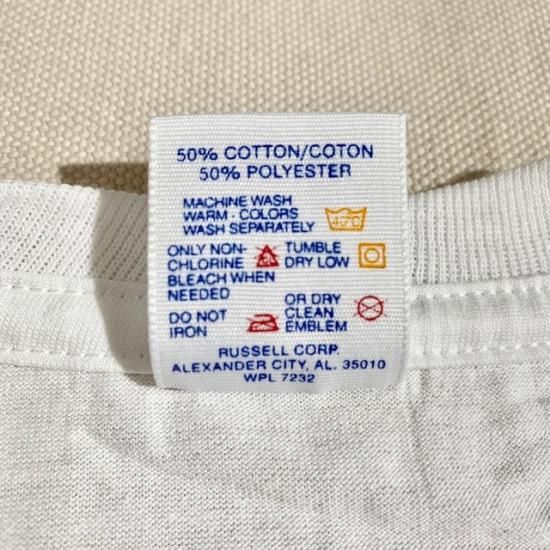 50% COTTON/COTON
50% POLYESTER
MACHINE WASH
WARM - COLORS
WASH SEPARATELY
ONLY NON-
CHLORINE
BLEACH WHEN
NEEDED
TUMBLE
DRY LOW
DO NOT
IRON
OR DRY
CLEAN
EMBLEM
RUSSELL CORP.
ALEXANDER CITY, AL. 35010
WPL 7232